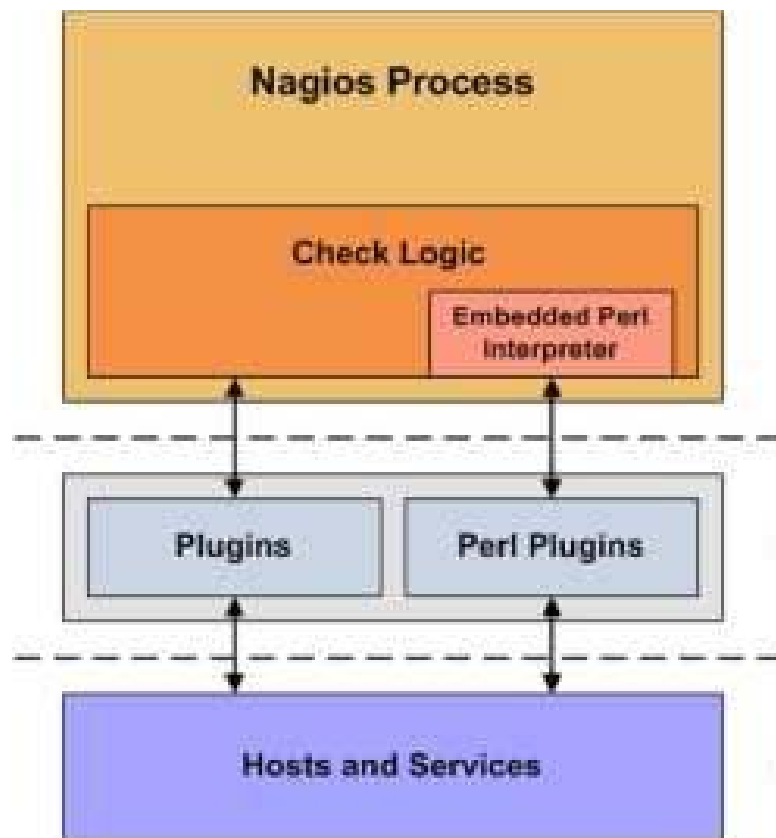 Nagios Process
Check Logic
Embedded Perl
Interpreter
Plugins
Perl Plugins
Hosts and Services